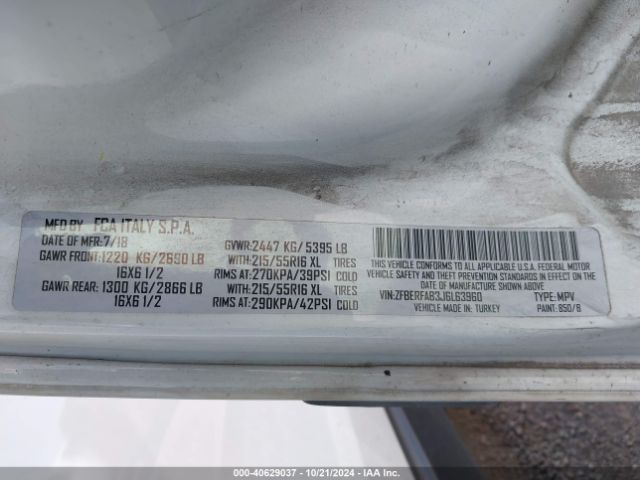 MFD BY FCA ITALY S.P.A.
DATE OF MFR:7/18 GVWR:2447 KG/5395 LB
GAWR FRONT:1220 KG/2690 LB WITH:215/55R16 XL TIRES
16X6 1/2 RIMS AT:270KPA/39PSI COLD
GAWR REAR:1300 KG/2866 LB WITH:215/55R16 XL TIRES
16X6 1/2 RIMS AT:290KPA/42PSI COLD
THIS VEHICLE CONFORMS TO ALL APPLICABLE U.S.A. FEDERAL MOTOR
VEHICLE SAFETY AND THEFT PREVENTION STANDARDS IN EFFECT ON
THE DATE OF MANUFACTURE SHOWN ABOVE.
VIN:ZFBERFAB3J6L63960 TYPE: MPV
VEHICLE MADE IN: TURKEY PAINT: 850/B
000-40629037 - 10/21/2024 - IAA Inc.